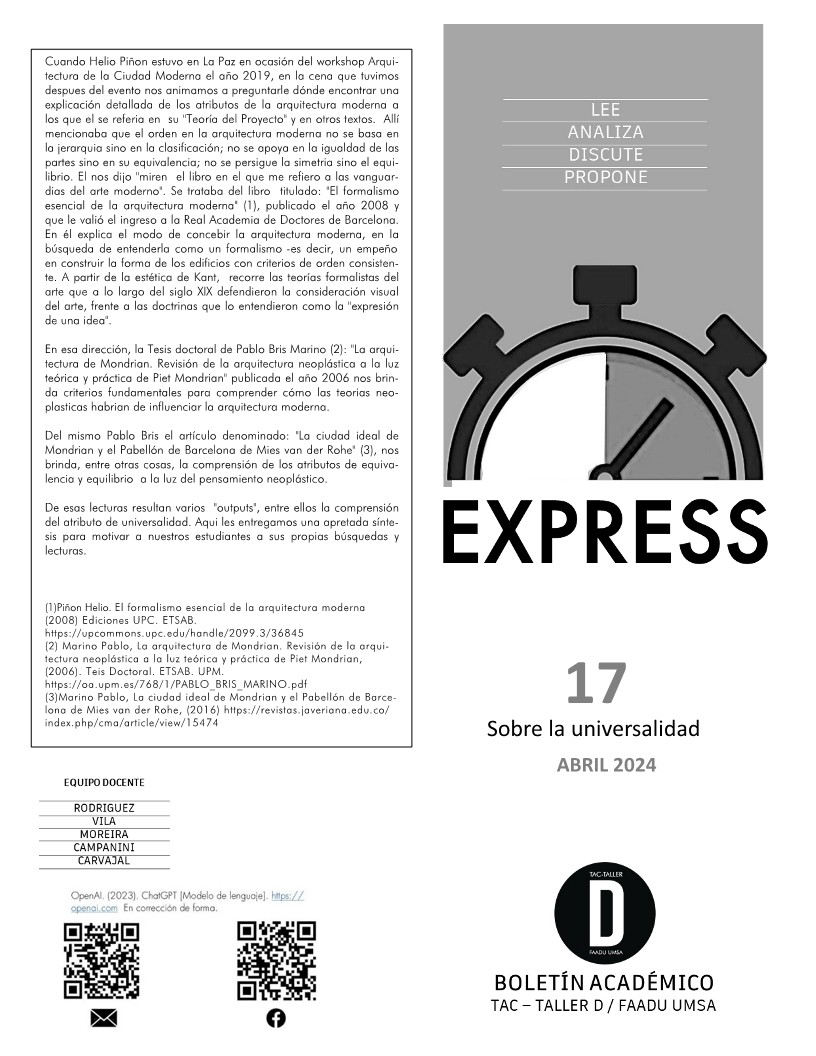 Cuando Helio Piñon estuvo en La Paz en ocasión del workshop Arqui-
tectura de la Ciudad Moderna el año 2019, en la cena que tuvimos
despues del evento nos animamos a preguntarle dónde encontrar una
explicación detallada de los atributos de la arquitectura moderna a
los que el se referia en su "Teoría del Proyecto" y en otros textos. Allí
mencionaba que el orden en la arquitectura moderna no se basa en
la jerarquia sino en la clasificación; no se apoya en la igualdad de las
partes sino en su equivalencia; no se persigue la simetria sino el equi-
librio. El nos dijo "miren el libro en el que me refiero a las vanguar-
dias del arte moderno". Se trataba del libro titulado: "El formalismo
esencial de la arquitectura moderna" (1), publicado el año 2008 y
que le valió el ingreso a la Real Academia de Doctores de Barcelona.
En él explica el modo de concebir la arquitectura moderna, en la
búsqueda de entenderla como un formalismo -es decir, un empeño
en construir la forma de los edificios con criterios de orden consisten-
te. A partir de la estética de Kant, recorre las teorías formalistas del
arte que a lo largo del siglo XIX defendieron la consideración visual
del arte, frente a las doctrinas que lo entendieron como la "expresión
de una idea".
En esa dirección, la Tesis doctoral de Pablo Bris Marino (2): "La arqui-
tectura de Mondrian. Revisión de la arquitectura neoplástica a la luz
teórica y práctica de Piet Mondrian" publicada el año 2006 nos brin-
da criterios fundamentales para comprender cómo las teorias neo-
plasticas habrian de influenciar la arquitectura moderna.
Del mismo Pablo Bris el artículo denominado: "La ciudad ideal de
Mondrian y el Pabellón de Barcelona de Mies van der Rohe" (3), nos
brinda, entre otras cosas, la comprensión de los atributos de equiva-
lencia y equilibrio a la luz del pensamiento neoplástico.
De esas lecturas resultan varios "outputs", entre ellos la comprensión
del atributo de universalidad. Aqui les entregamos una apretada sínte-
sis para motivar a nuestros estudiantes a sus propias búsquedas y
lecturas.
(1)Piñon Helio. El formalismo esencial de la arquitectura moderna
(2008) Ediciones UPC. ETSAB.
https://upcommons.upc.edu/handle/2099.3/36845
(2) Marino Pablo, La arquitectura de Mondrian. Revisión de la arqui-
tectura neoplástica a la luz teórica y práctica de Piet Mondrian,
(2006). Teis Doctoral. ETSAB. UPM.
https://oa.upm.es/768/1/PABLO_BRIS_MARINO.pdf
(3)Marino Pablo, La ciudad ideal de Mondrian y el Pabellón de Barce-
lona de Mies van der Rohe, (2016) https://revistas.javeriana.edu.co/
index.php/cma/article/view/15474
EQUIPO DOCENTE
RODRIGUEZ
VILA
MOREIRA
CAMPANINI
CARVAJAL
OpenAI. (2023). ChatGPT [Modelo de lenguaje]. https://
openai.com En corrección de forma.
LEE
ANALIZA
DISCUTE
PROPONE
EXPRESS
17
Sobre la universalidad
ABRIL 2024
TAC-TALLER
D
FAADU UMSA
BOLETÍN ACADÉMICO
TAC – TALLER D / FAADU UMSA